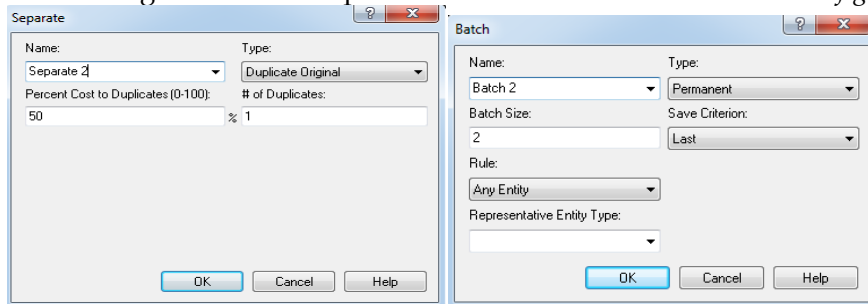 Separate
Name:
Type:
Separate 2
Duplicate Original
Percent Cost to Duplicates (0-100):
# of Duplicates:
50
%
1
OK
Cancel
Help
Batch
Name:
Type:
Batch 2
Permanent
Batch Size:
Save Criterion:
2
Last
Rule:
Any Entity
Representative Entity Type:
OK
Cancel
Help